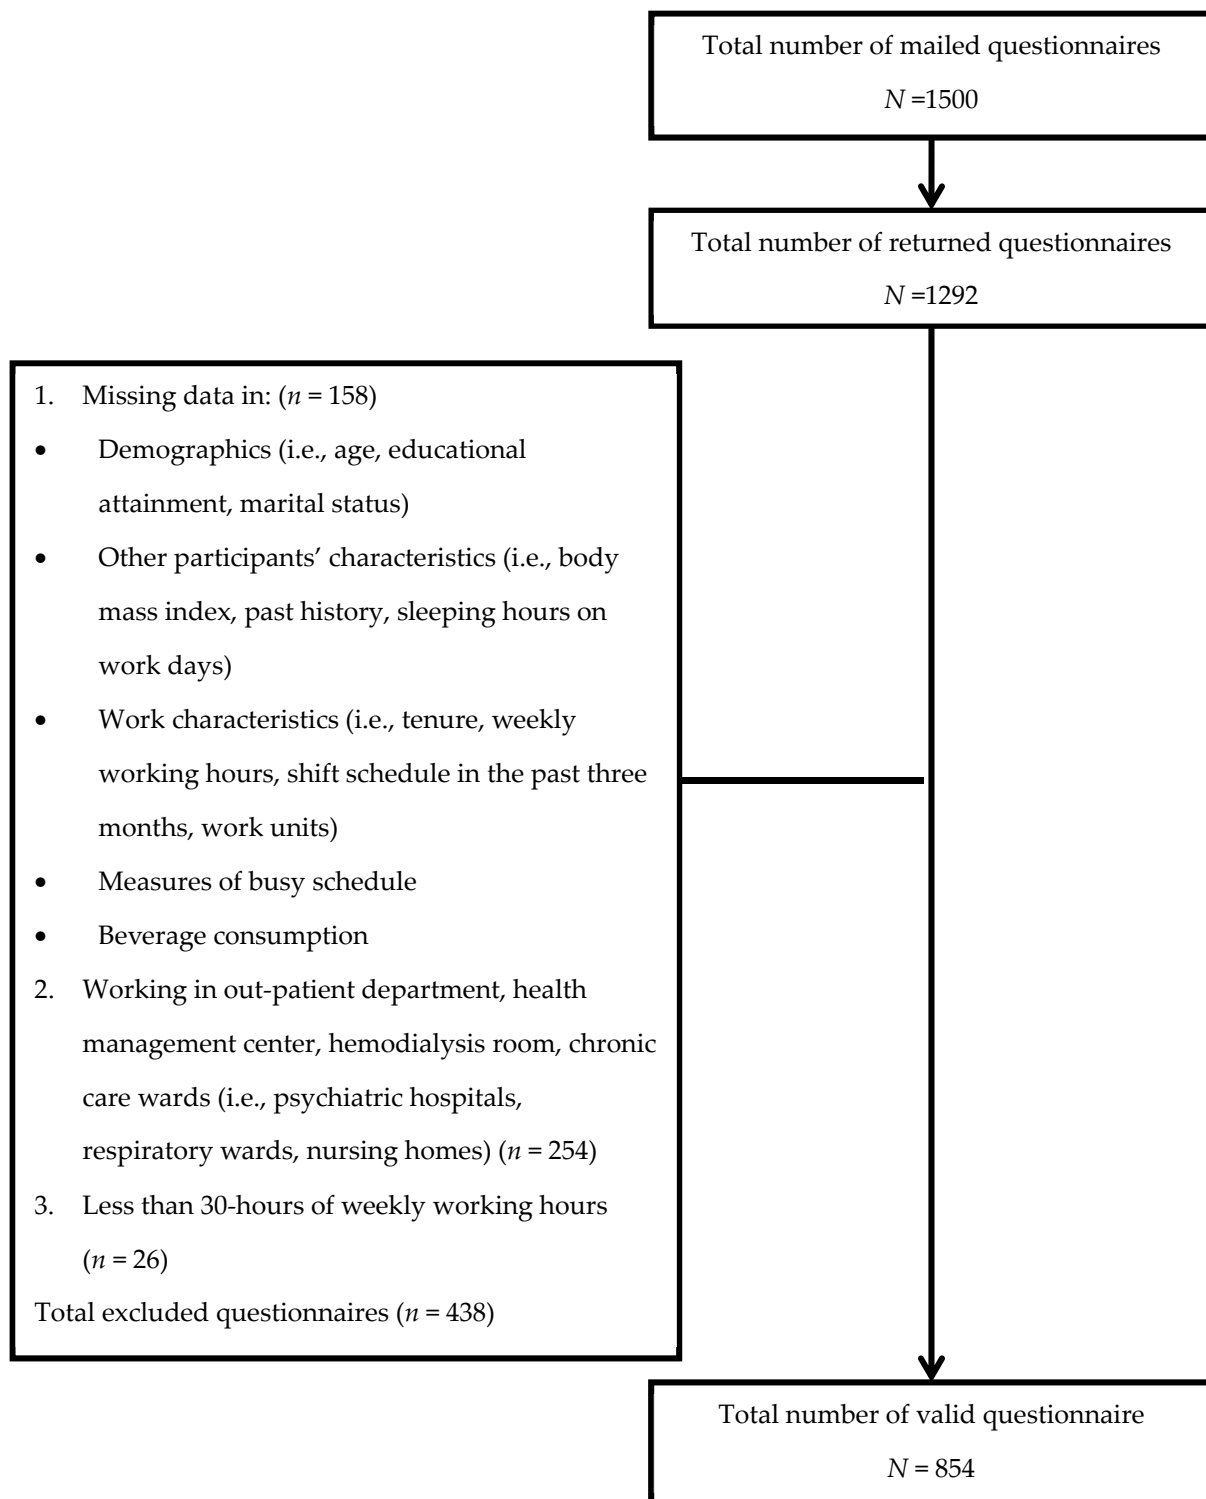 Total number of mailed questionnaires
N =1500
Total number of returned questionnaires
N =1292
1. Missing data in: (n = 158)
• Demographics (i.e., age, educational
attainment, marital status)
• Other participants’ characteristics (i.e., body
mass index, past history, sleeping hours on
work days)
• Work characteristics (i.e., tenure, weekly
working hours, shift schedule in the past three
months, work units)
• Measures of busy schedule
• Beverage consumption
2. Working in out-patient department, health
management center, hemodialysis room, chronic
care wards (i.e., psychiatric hospitals,
respiratory wards, nursing homes) (n = 254)
3. Less than 30-hours of weekly working hours
(n = 26)
Total excluded questionnaires (n = 438)
Total number of valid questionnaire
N = 854